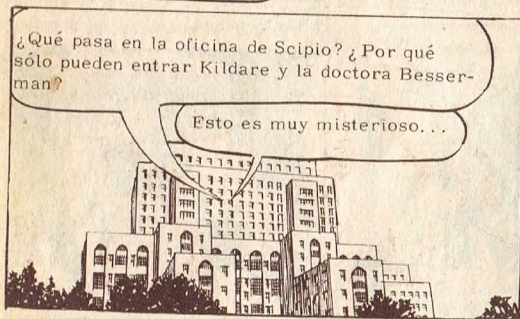 ¿Qué pasa en la oficina de Scipio? ¿Por qué
sólo pueden entrar Kildare y la doctora Besser-
man?
Esto es muy misterioso...